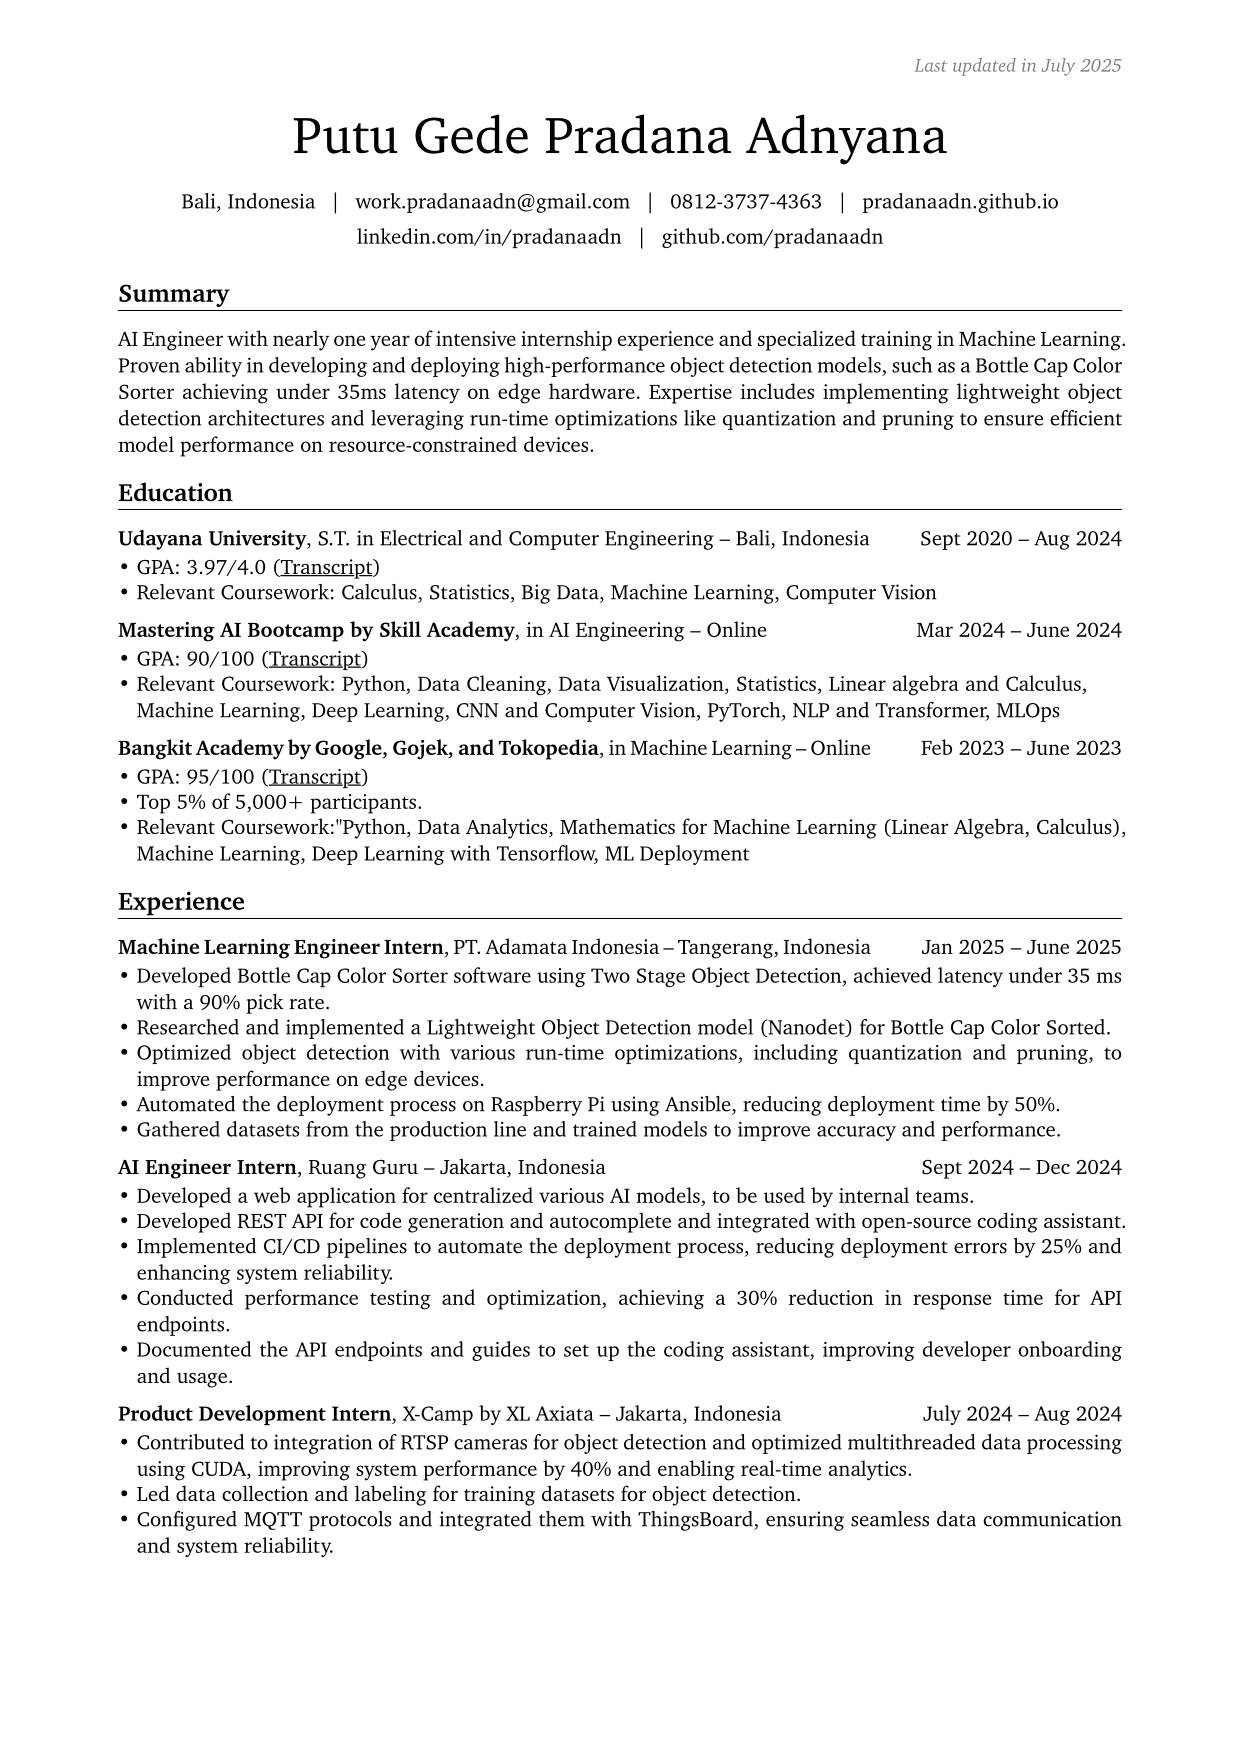 Last updated in July 2025
Putu Gede Pradana Adnyana
Bali, Indonesia | work.pradanaadn@gmail.com | 0812-3737-4363 | pradanaadn.github.io
linkedin.com/in/pradanaadn | github.com/pradanaadn
Summary
AI Engineer with nearly one year of intensive internship experience and specialized training in Machine Learning.
Proven ability in developing and deploying high-performance object detection models, such as a Bottle Cap Color
Sorter achieving under 35ms latency on edge hardware. Expertise includes implementing lightweight object
detection architectures and leveraging run-time optimizations like quantization and pruning to ensure efficient
model performance on resource-constrained devices.
Education
Udayana University, S.T. in Electrical and Computer Engineering – Bali, Indonesia Sept 2020 – Aug 2024
• GPA: 3.97/4.0 (Transcript)
• Relevant Coursework: Calculus, Statistics, Big Data, Machine Learning, Computer Vision
Mastering AI Bootcamp by Skill Academy, in AI Engineering – Online Mar 2024 – June 2024
• GPA: 90/100 (Transcript)
• Relevant Coursework: Python, Data Cleaning, Data Visualization, Statistics, Linear algebra and Calculus,
Machine Learning, Deep Learning, CNN and Computer Vision, PyTorch, NLP and Transformer, MLOps
Bangkit Academy by Google, Gojek, and Tokopedia, in Machine Learning – Online Feb 2023 – June 2023
• GPA: 95/100 (Transcript)
• Top 5% of 5,000+ participants.
• Relevant Coursework:"Python, Data Analytics, Mathematics for Machine Learning (Linear Algebra, Calculus),
Machine Learning, Deep Learning with Tensorflow, ML Deployment
Experience
Machine Learning Engineer Intern, PT. Adamata Indonesia – Tangerang, Indonesia Jan 2025 – June 2025
• Developed Bottle Cap Color Sorter software using Two Stage Object Detection, achieved latency under 35 ms
with a 90% pick rate.
• Researched and implemented a Lightweight Object Detection model (Nanodet) for Bottle Cap Color Sorted.
• Optimized object detection with various run-time optimizations, including quantization and pruning, to
improve performance on edge devices.
• Automated the deployment process on Raspberry Pi using Ansible, reducing deployment time by 50%.
• Gathered datasets from the production line and trained models to improve accuracy and performance.
AI Engineer Intern, Ruang Guru – Jakarta, Indonesia Sept 2024 – Dec 2024
• Developed a web application for centralized various AI models, to be used by internal teams.
• Developed REST API for code generation and autocomplete and integrated with open-source coding assistant.
• Implemented CI/CD pipelines to automate the deployment process, reducing deployment errors by 25% and
enhancing system reliability.
• Conducted performance testing and optimization, achieving a 30% reduction in response time for API
endpoints.
• Documented the API endpoints and guides to set up the coding assistant, improving developer onboarding
and usage.
Product Development Intern, X-Camp by XL Axiata – Jakarta, Indonesia July 2024 – Aug 2024
• Contributed to integration of RTSP cameras for object detection and optimized multithreaded data processing
using CUDA, improving system performance by 40% and enabling real-time analytics.
• Led data collection and labeling for training datasets for object detection.
• Configured MQTT protocols and integrated them with ThingsBoard, ensuring seamless data communication
and system reliability.